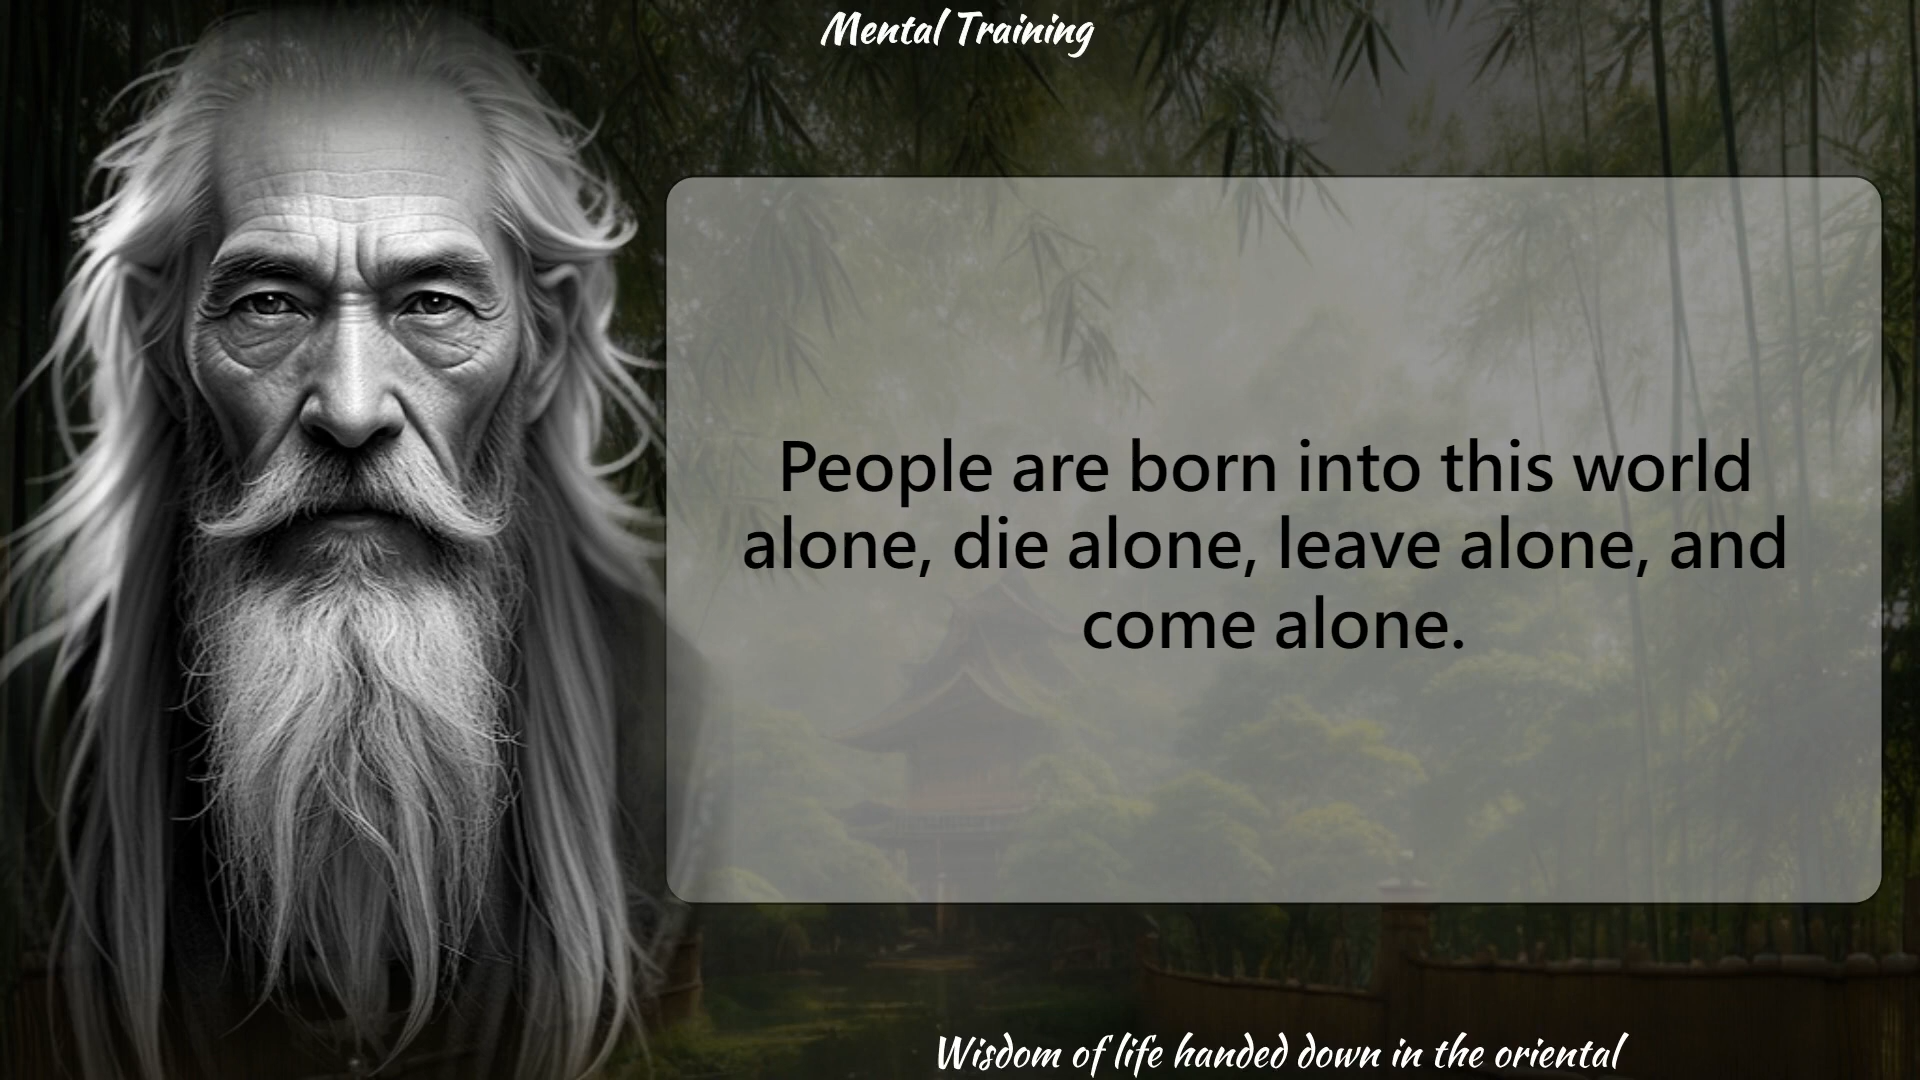 Mental Training
People are born into this world
alone, die alone, leave alone, and
come alone.
Wisdom of life handed down in the oriental